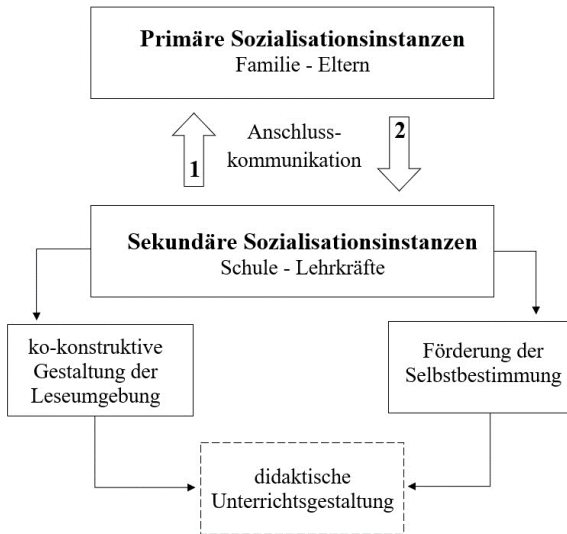 Primäre Sozialisationsinstanzen
Familie - Eltern
1
Anschluss-
kommunikation
2
Sekundäre Sozialisationsinstanzen
Schule - Lehrkräfte
ko-konstruktive
Gestaltung der
Leseumgebung
Förderung der
Selbstbestimmung
didaktische
Unterrichtsgestaltung